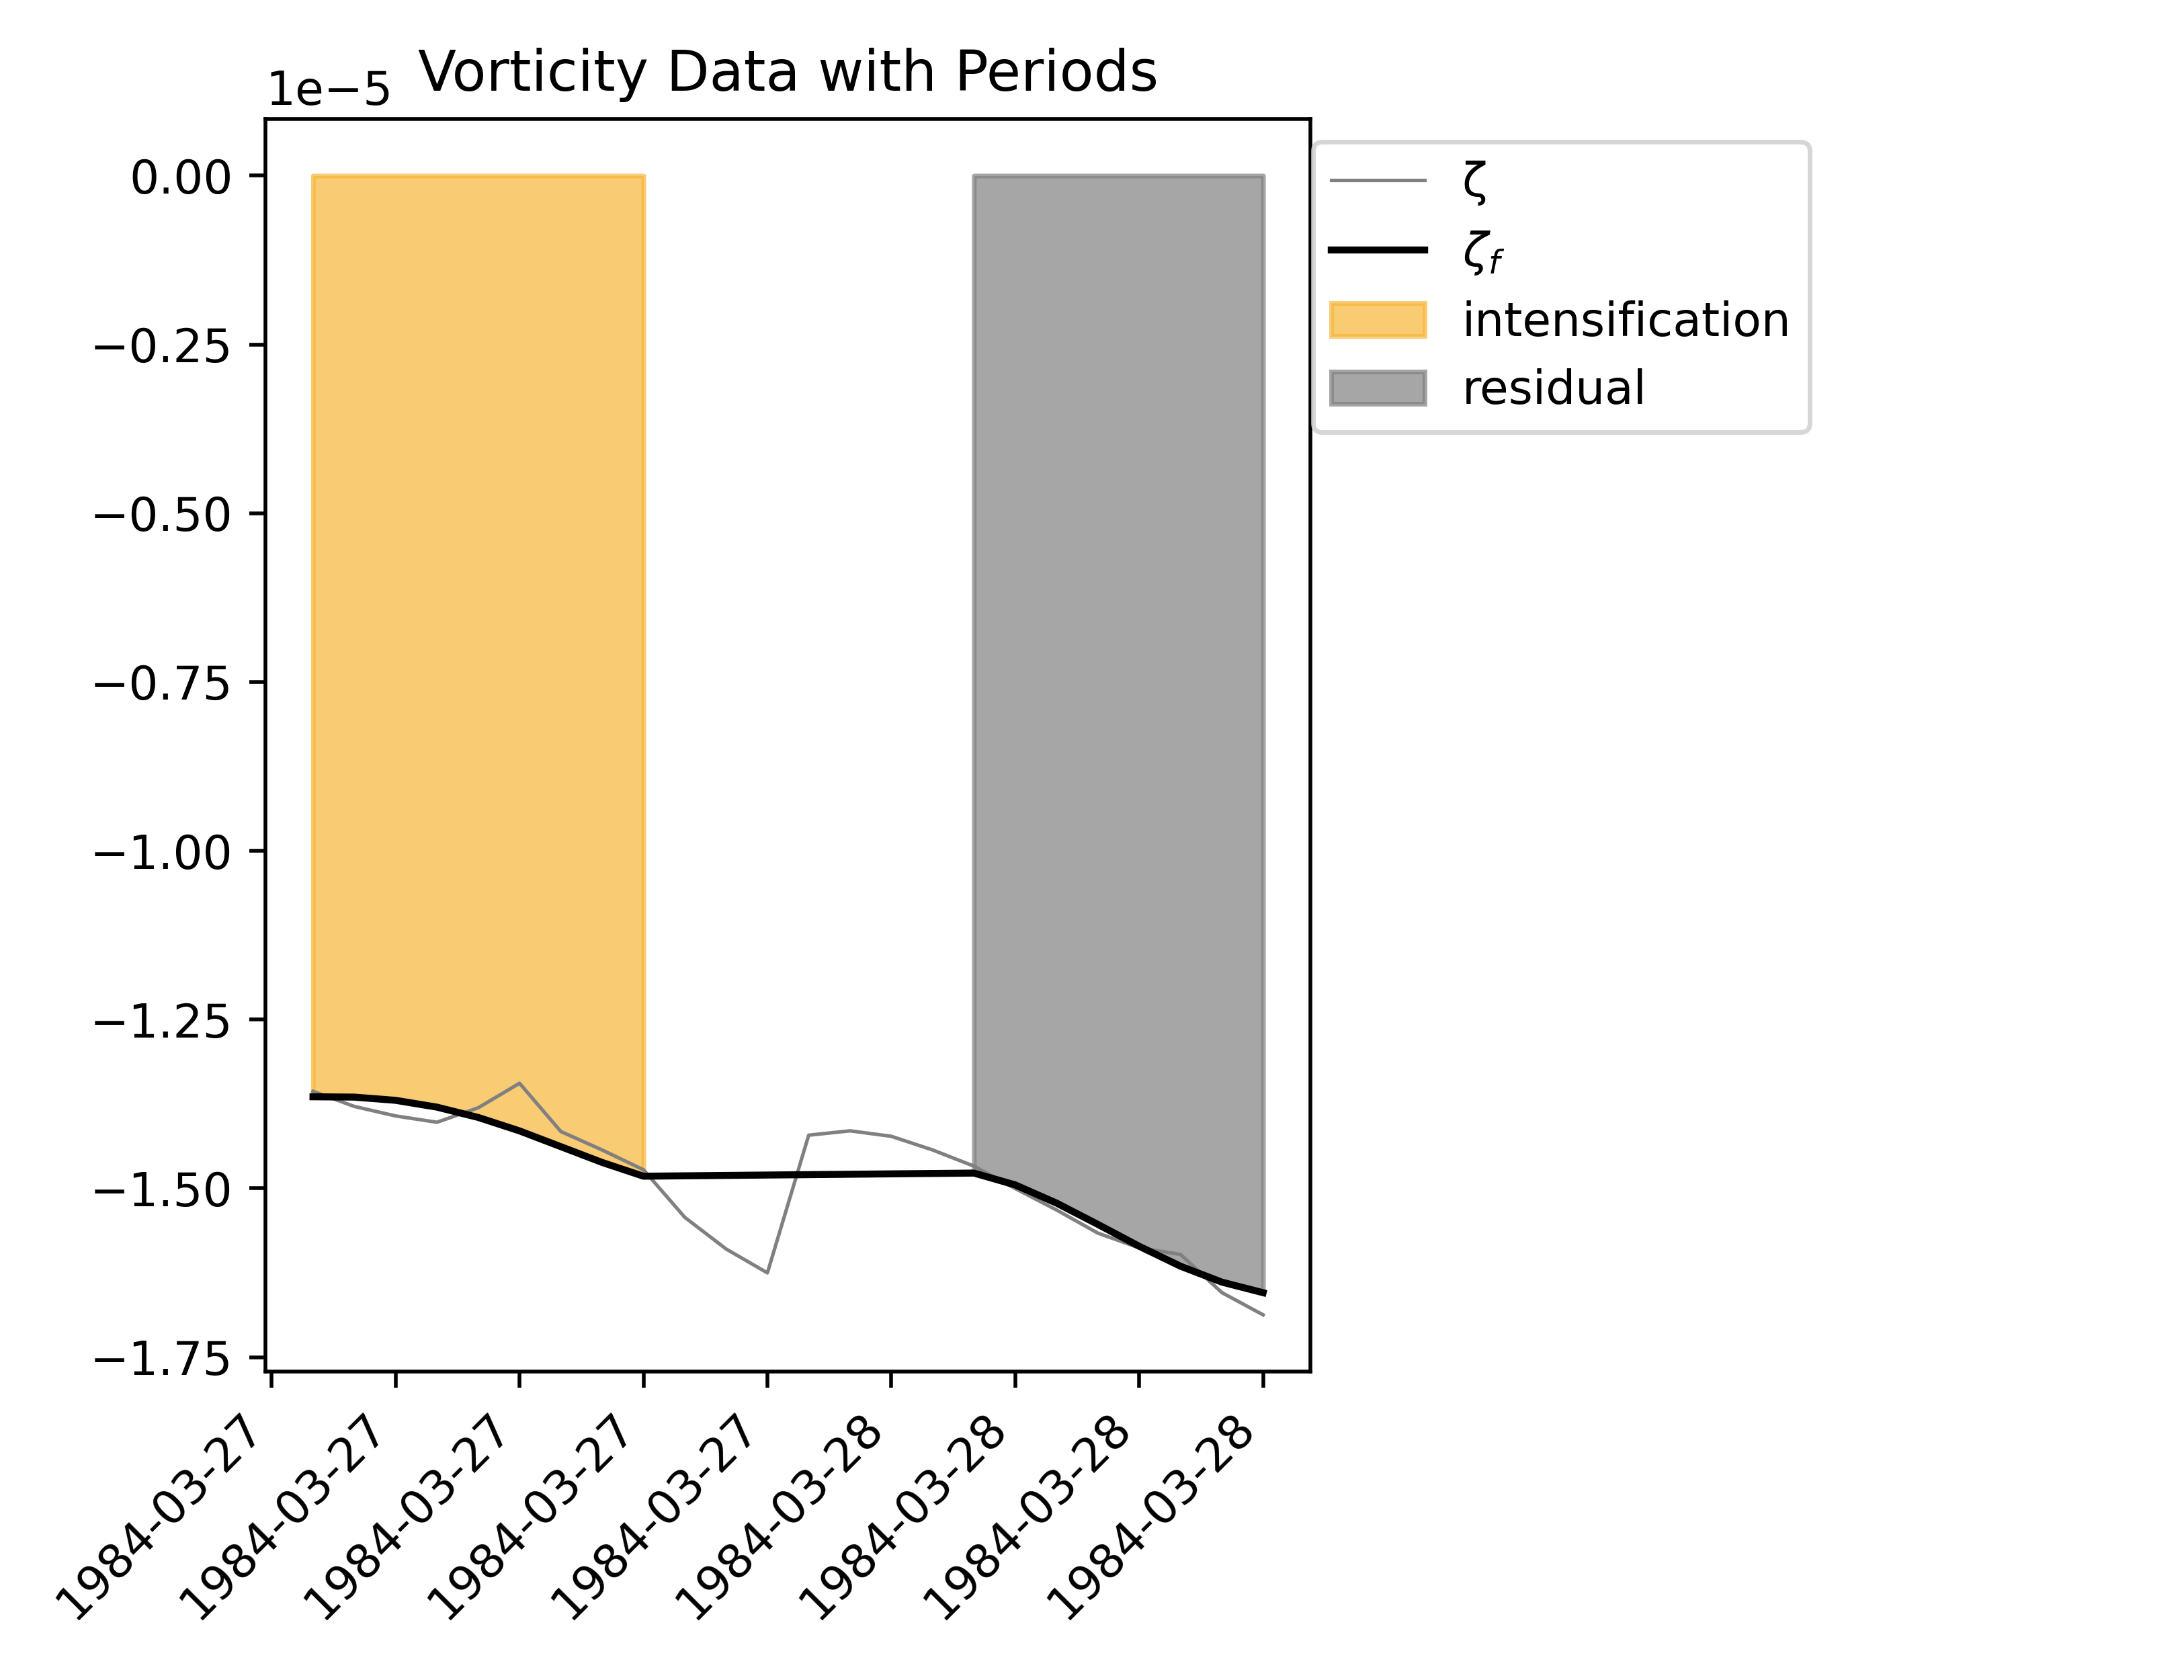 Vorticity Data with Periods
1e−5
0.00
−0.25
−0.50
−0.75
−1.00
−1.25
−1.50
−1.75
1984-03-27
1984-03-27
1984-03-27
1984-03-27
1984-03-27
1984-03-28
1984-03-28
1984-03-28
1984-03-28
ζ
ζf
intensification
residual